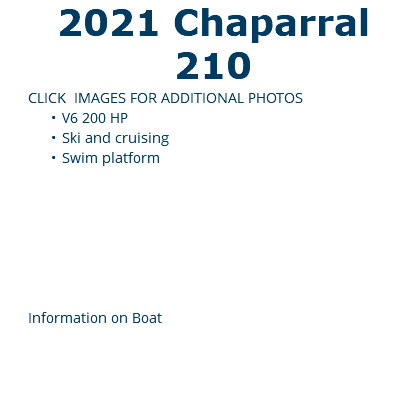 2021 Chaparral
210
CLICK  IMAGES FOR ADDITIONAL PHOTOS
• V6 200 HP
• Ski and cruising
• Swim platform
Information on Boat